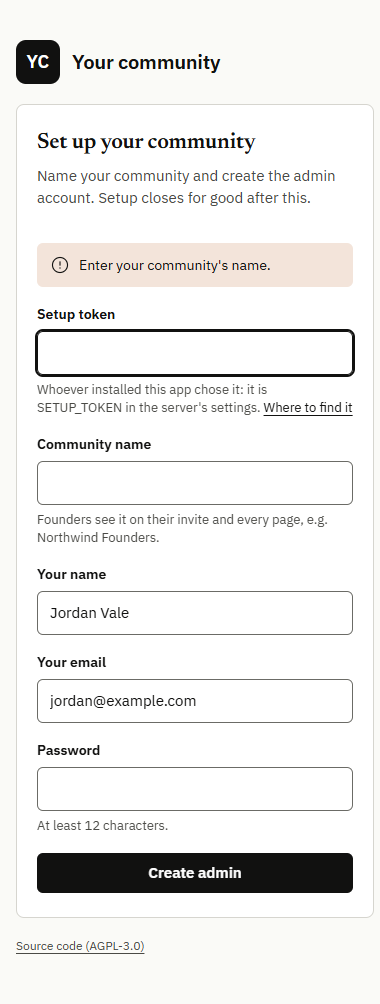 YC Your community
Set up your community
Name your community and create the admin
account. Setup closes for good after this.
Enter your community's name.
Setup token
Whoever installed this app chose it: it is
SETUP_TOKEN in the server's settings. Where to find it
Community name
Founders see it on their invite and every page, e.g.
Northwind Founders.
Your name
Jordan Vale
Your email
jordan@example.com
Password
At least 12 characters.
Create admin
Source code (AGPL-3.0)